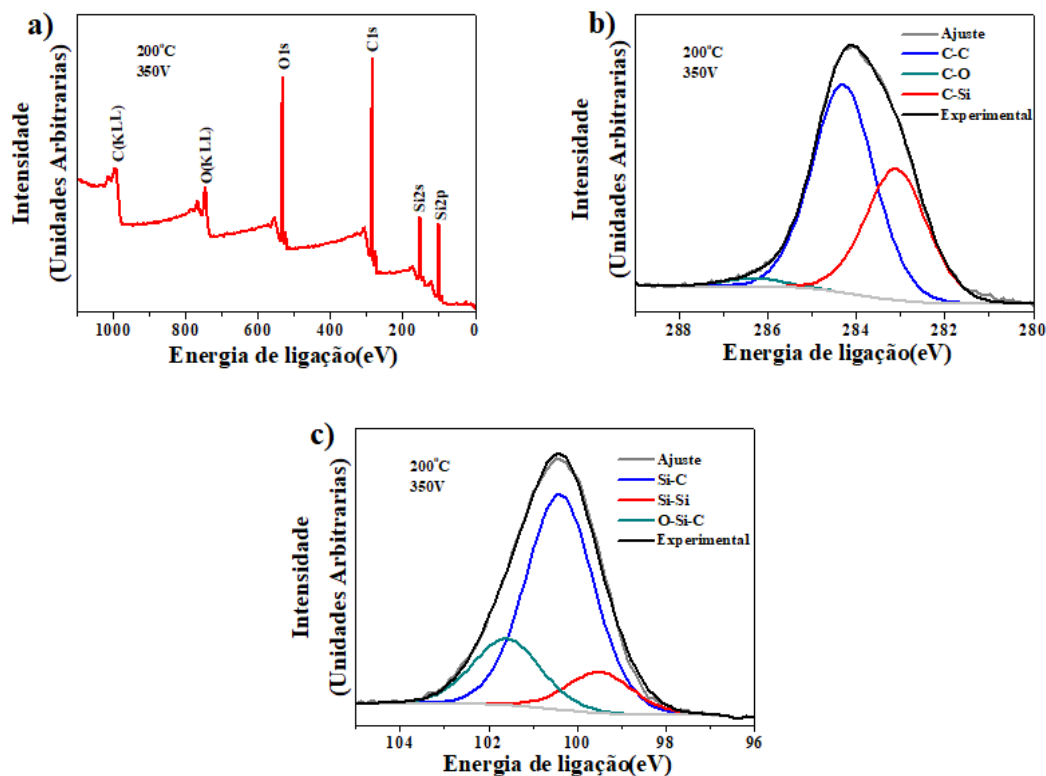 a)
200°C
350V
C(KLL)
O(KLL)
O1s
C1s
Si2s
Si2p
Intensidade
(Unidades Arbitrarias)
1000 800 600 400 200 0
Energia de ligação(eV)
b)
200°C
350V
Ajuste
C-C
C-O
C-Si
Experimental
Intensidade
(Unidades Arbitrarias)
288 286 284 282 280
Energia de ligação(eV)
c)
200°C
350V
Ajuste
Si-C
Si-Si
O-Si-C
Experimental
Intensidade
(Unidades Arbitrarias)
104 102 100 98 96
Energia de ligação(eV)